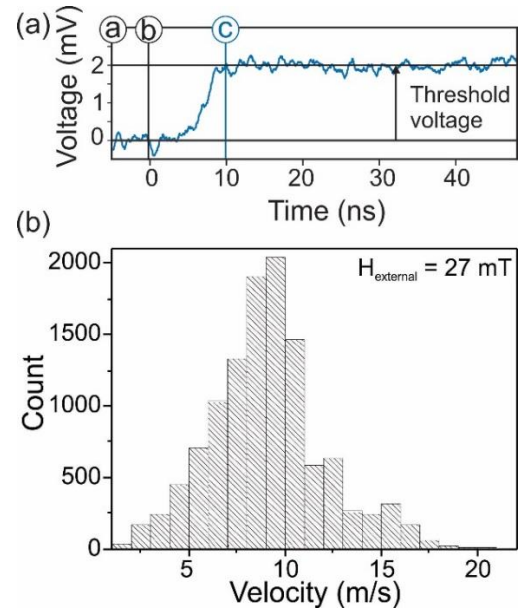 (a)
a b c
Voltage (mV)
2
1
0
Threshold
voltage
0 10 20 30 40
Time (ns)
(b)
H_external = 27 mT
Count
2000
1500
1000
500
0
5 10 15 20
Velocity (m/s)